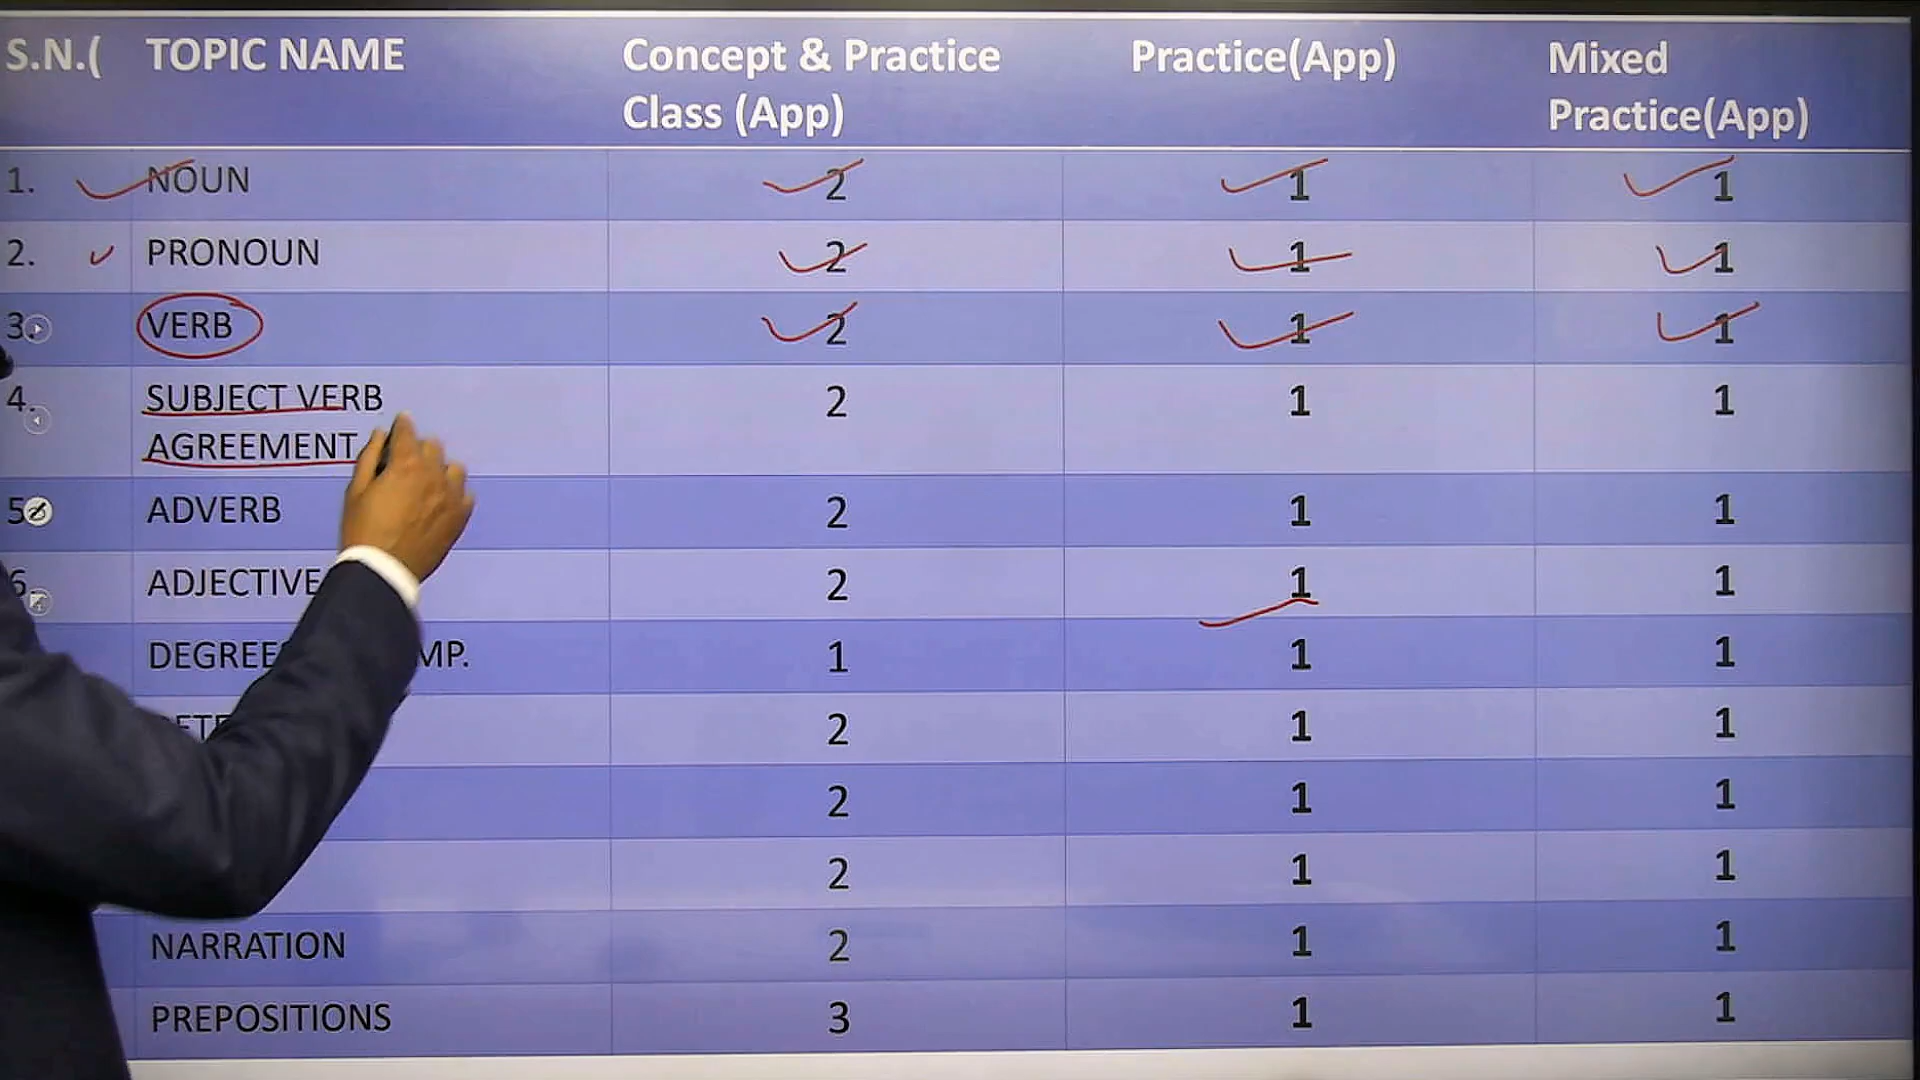 S.N.( TOPIC NAME Concept & Practice Class (App) Practice(App) Mixed Practice(App)
1. NOUN 2 1 1
2. PRONOUN 2 1 1
3. VERB 2 1 1
4. SUBJECT VERB AGREEMENT 2 1 1
5 ADVERB 2 1 1
6. ADJECTIVE 2 1 1
MP. 1 1 1
2 1 1
2 1 1
2 1 1
NARRATION 2 1 1
PREPOSITIONS 3 1 1